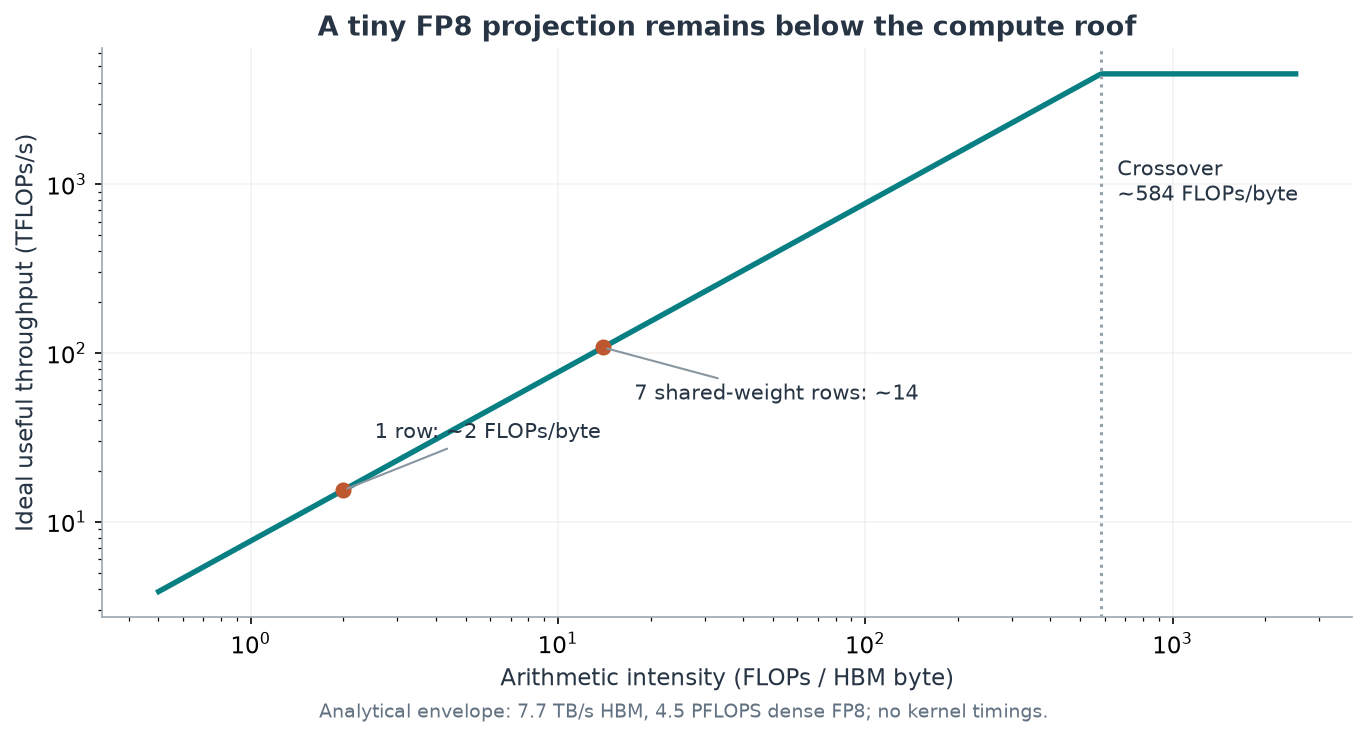 A tiny FP8 projection remains below the compute roof
Ideal useful throughput (TFLOPs/s)
10³
10²
10¹
Crossover
~584 FLOPs/byte
7 shared-weight rows: ~14
1 row: ~2 FLOPs/byte
10⁰
10¹
10²
10³
Arithmetic intensity (FLOPs / HBM byte)
Analytical envelope: 7.7 TB/s HBM, 4.5 PFLOPS dense FP8; no kernel timings.